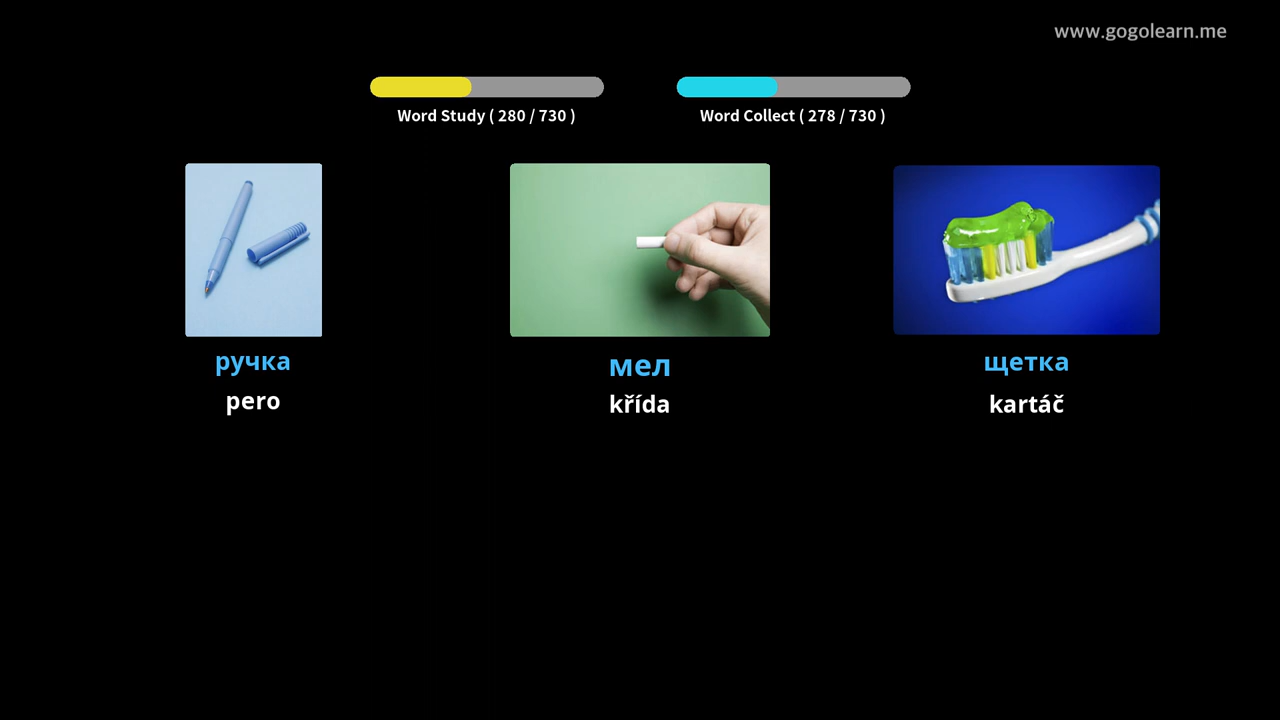 www.gogolearn.me
Word Study ( 280 / 730 )
Word Collect ( 278 / 730 )
ручка
pero
мел
křída
щетка
kartáč